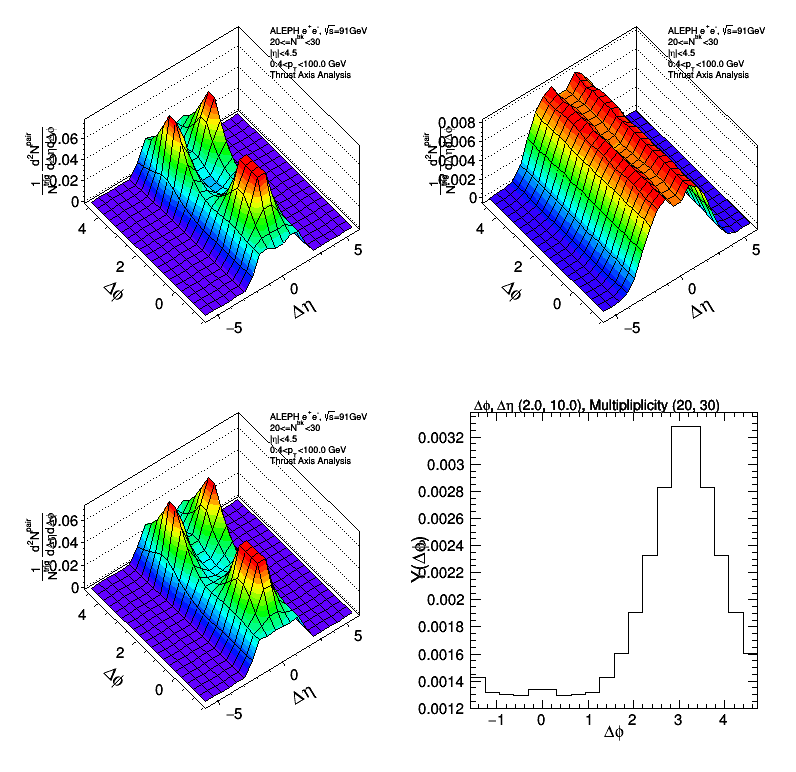 ALEPH e⁺e⁻, √s=91GeV
20<=N^trk<30
|η|<4.5
0.4<p_T<100.0 GeV
Thrust Axis Analysis
0.06
0.04
0.02
0
4
2
0
Δφ
−5
0
5
Δη
ALEPH e⁺e⁻, √s=91GeV
20<=N^trk<30
|η|<4.5
0.4<p_T<100.0 GeV
Thrust Axis Analysis
0.008
0.006
0.004
0.002
0
4
2
0
Δφ
−5
0
5
Δη
ALEPH e⁺e⁻, √s=91GeV
20<=N^trk<30
|η|<4.5
0.4<p_T<100.0 GeV
Thrust Axis Analysis
0.06
0.04
0.02
0
4
2
0
Δφ
−5
0
5
Δη
Δφ, Δη (2.0, 10.0), Multipliplicity (20, 30)
0.0032
0.003
0.0028
0.0026
0.0024
0.0022
0.002
0.0018
0.0016
0.0014
0.0012
Y(Δφ)
−1 0 1 2 3 4
Δφ